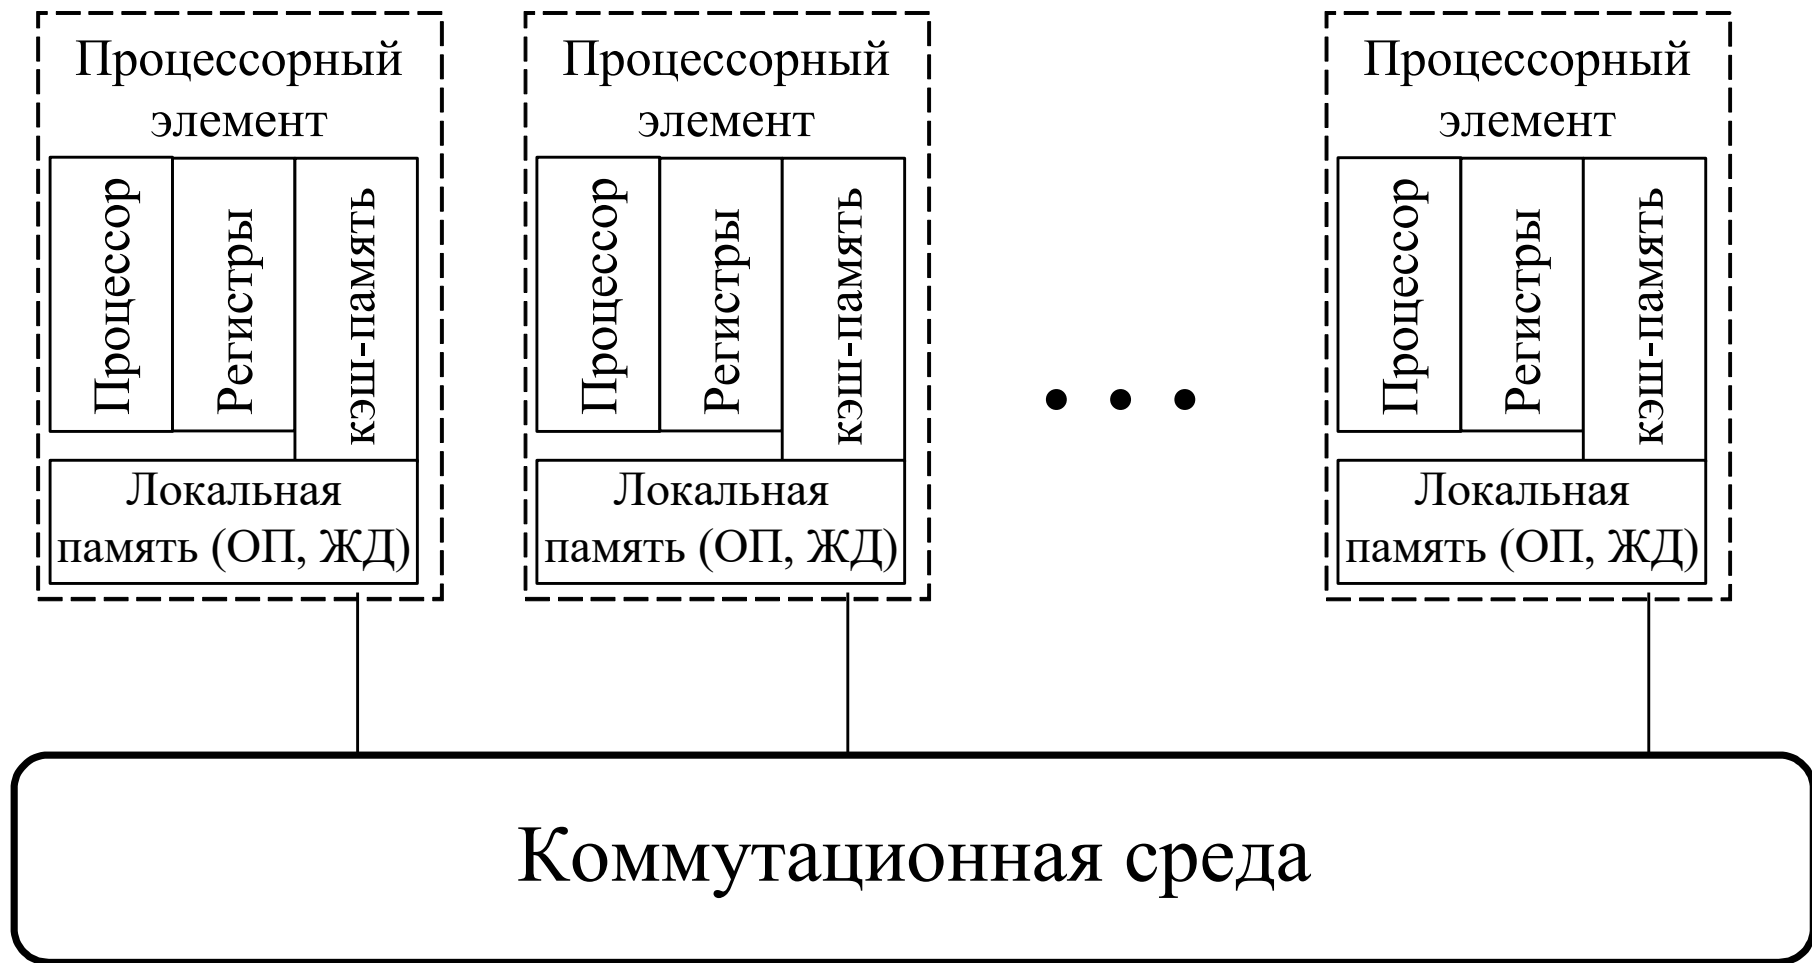 Процессорный
элемент
Процессор
Регистры
кэш-память
Локальная
память (ОП, ЖД)
Процессорный
элемент
Процессор
Регистры
кэш-память
Локальная
память (ОП, ЖД)
Процессорный
элемент
Процессор
Регистры
кэш-память
Локальная
память (ОП, ЖД)
Коммутационная среда